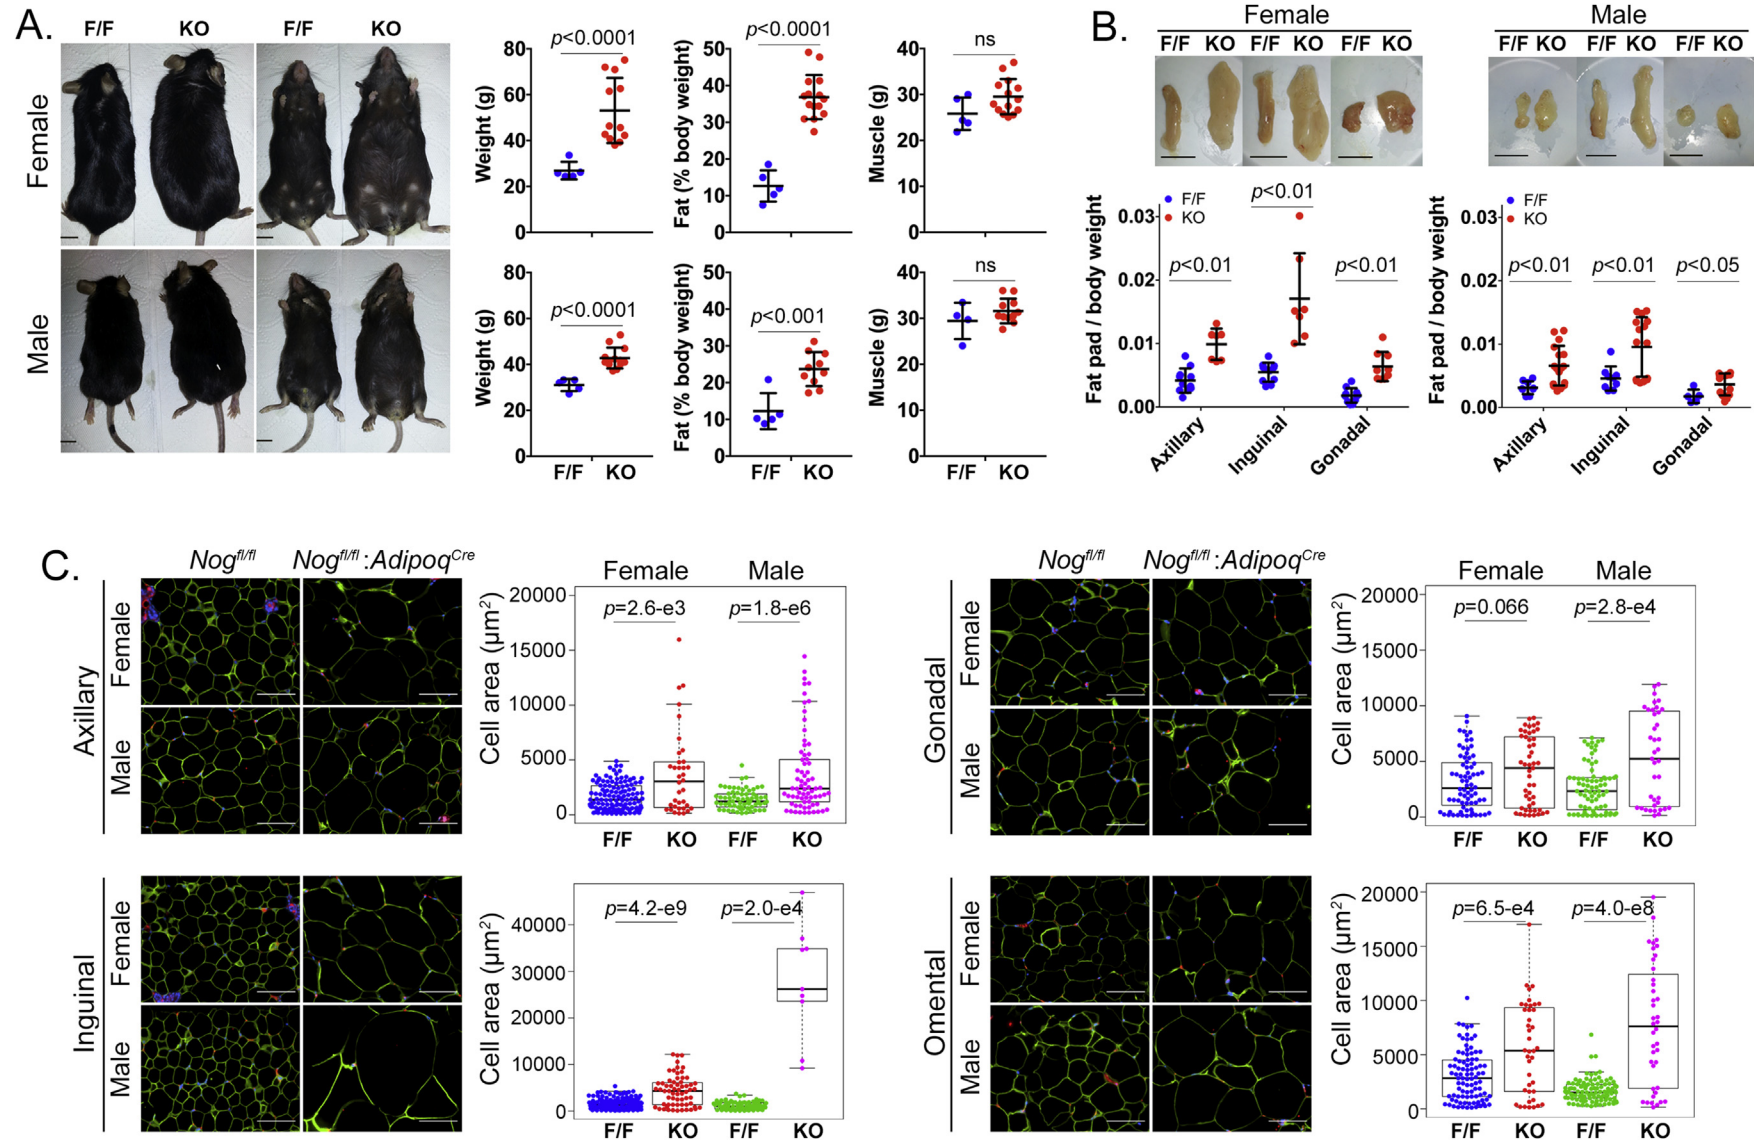 A.
F/F KO F/F KO
Female
Male
Weight (g)
80
60
40
20
0
p<0.0001
Fat (% body weight)
50
40
30
20
10
0
p<0.0001
Muscle (g)
40
30
20
10
0
ns
Weight (g)
80
60
40
20
0
p<0.0001
F/F KO
Fat (% body weight)
50
40
30
20
10
0
p<0.001
F/F KO
Muscle (g)
40
30
20
10
0
ns
F/F KO
B.
Female
F/F KO F/F KO F/F KO
Fat pad / body weight
0.03
0.02
0.01
0.00
F/F
KO
p<0.01
p<0.01
p<0.01
Axillary
Inguinal
Gonadal
Male
F/F KO F/F KO F/F KO
Fat pad / body weight
0.03
0.02
0.01
0.00
F/F
KO
p<0.01
p<0.01
p<0.05
Axillary
Inguinal
Gonadal
C.
Nog^fl/fl Nog^fl/fl:Adipoq^Cre
Axillary
Female
Male
Female Male
Cell area (µm²)
20000
15000
10000
5000
0
p=2.6-e3 p=1.8-e6
F/F KO F/F KO
Nog^fl/fl Nog^fl/fl:Adipoq^Cre
Gonadal
Female
Male
Female Male
Cell area (µm²)
20000
15000
10000
5000
0
p=0.066 p=2.8-e4
F/F KO F/F KO
Inguinal
Female
Male
Cell area (µm²)
40000
30000
20000
10000
0
p=4.2-e9 p=2.0-e4
F/F KO F/F KO
Omental
Female
Male
Cell area (µm²)
20000
15000
10000
5000
0
p=6.5-e4 p=4.0-e8
F/F KO F/F KO